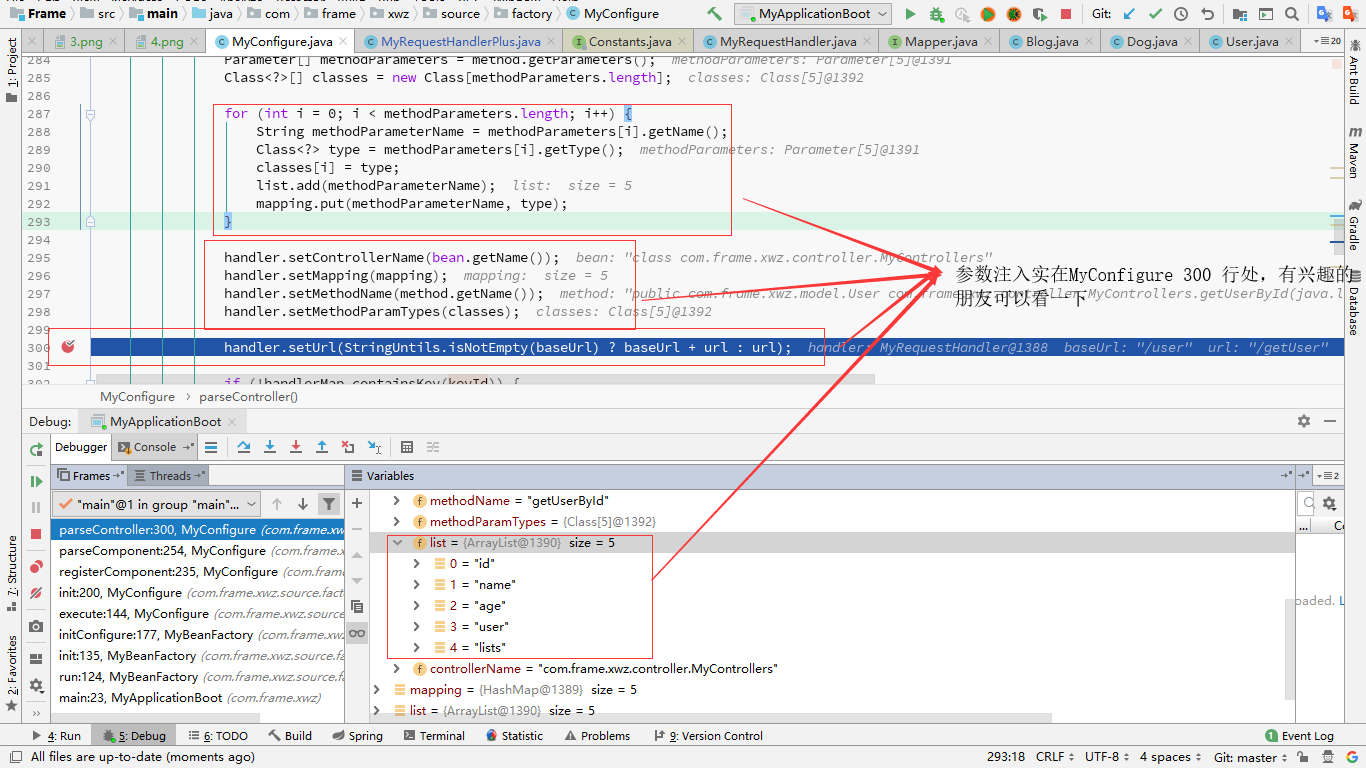 Frame src main java com frame xwz source factory MyConfigure MyApplicationBoot Git:
3.png 4.png MyConfigure.java MyRequestHandlerPlus.java Constants.java MyRequestHandler.java Mapper.java Blog.java Dog.java User.java 20
284 Parameter[] methodParameters = method.getParameters(); methodParameters: Parameter[5]@1391
285 Class<?>[] classes = new Class[methodParameters.length]; classes: Class[5]@1392
286
287 for (int i = 0; i < methodParameters.length; i++) {
288 String methodParameterName = methodParameters[i].getName();
289 Class<?> type = methodParameters[i].getType(); methodParameters: Parameter[5]@1391
290 classes[i] = type;
291 list.add(methodParameterName); list: size = 5
292 mapping.put(methodParameterName, type);
293 }
294
295 handler.setControllerName(bean.getName()); bean: "class com.frame.xwz.controller.MyControllers"
296 handler.setMapping(mapping); mapping: size = 5
297 handler.setMethodName(method.getName()); method: "public com.frame.xwz.model.User com.frame.xwz.controller.MyControllers.getUserById(java.l
298 handler.setMethodParamTypes(classes); classes: Class[5]@1392
299
300 handler.setUrl(StringUntils.isNotEmpty(baseUrl) ? baseUrl + url : url); handler: MyRequestHandler@1388 baseUrl: "/user" url: "/getUser"
301
302 if (!handlerMap.containsKey(keyId)) {
参数注入实在MyConfigure 300 行处，有兴趣的
朋友可以看一下
MyConfigure parseController()
1: Project
7: Structure
2: Favorites
Ant Build
Maven
Gradle
Database
Debug: MyApplicationBoot
Debugger Console
Frames Threads Variables 2
"main"@1 in group "main"...
parseController:300, MyConfigure (com.frame.xwz
parseComponent:254, MyConfigure (com.frame.xwz
registerComponent:235, MyConfigure (com.frame.
init:200, MyConfigure (com.frame.xwz.source.fact
execute:144, MyConfigure (com.frame.xwz.source
initConfigure:177, MyBeanFactory (com.frame.xwz
init:135, MyBeanFactory (com.frame.xwz.source.fa
run:124, MyBeanFactory (com.frame.xwz.source.fa
main:23, MyApplicationBoot (com.frame.xwz)
methodName = "getUserById"
methodParamTypes = {Class[5]@1392}
list = {ArrayList@1390} size = 5
0 = "id"
1 = "name"
2 = "age"
3 = "user"
4 = "lists"
controllerName = "com.frame.xwz.controller.MyControllers"
mapping = {HashMap@1389} size = 5
list = {ArrayList@1390} size = 5
... Co
oaded. L
4: Run 5: Debug 6: TODO Build Spring Terminal Statistic Problems 9: Version Control Event Log
All files are up-to-date (moments ago) 293:18 CRLF UTF-8 4 spaces Git: master